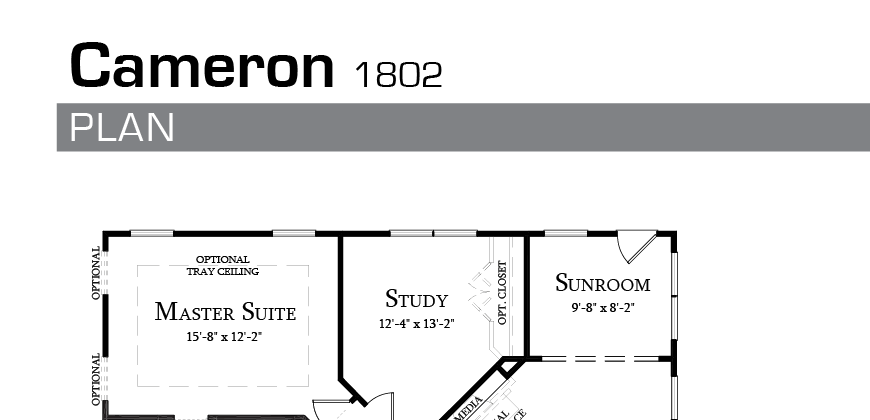 Cameron 1802
PLAN
OPTIONAL
OPTIONAL
TRAY CEILING
MASTER SUITE
15'-8" x 12'-2"
OPTIONAL
STUDY
12'-4" x 13'-2"
OPT. CLOSET
SUNROOM
9'-8" x 8'-2"
MEDIA